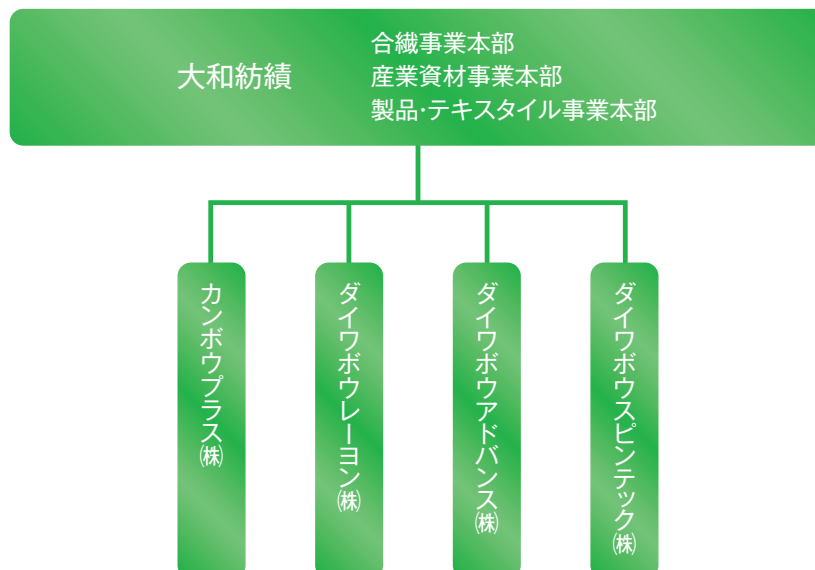 大和紡績
合繊事業本部
産業資材事業本部
製品・テキスタイル事業本部
カンボウプラス㈱
ダイワボウレーヨン㈱
ダイワボウアドバンス㈱
ダイワボウスピンテック㈱